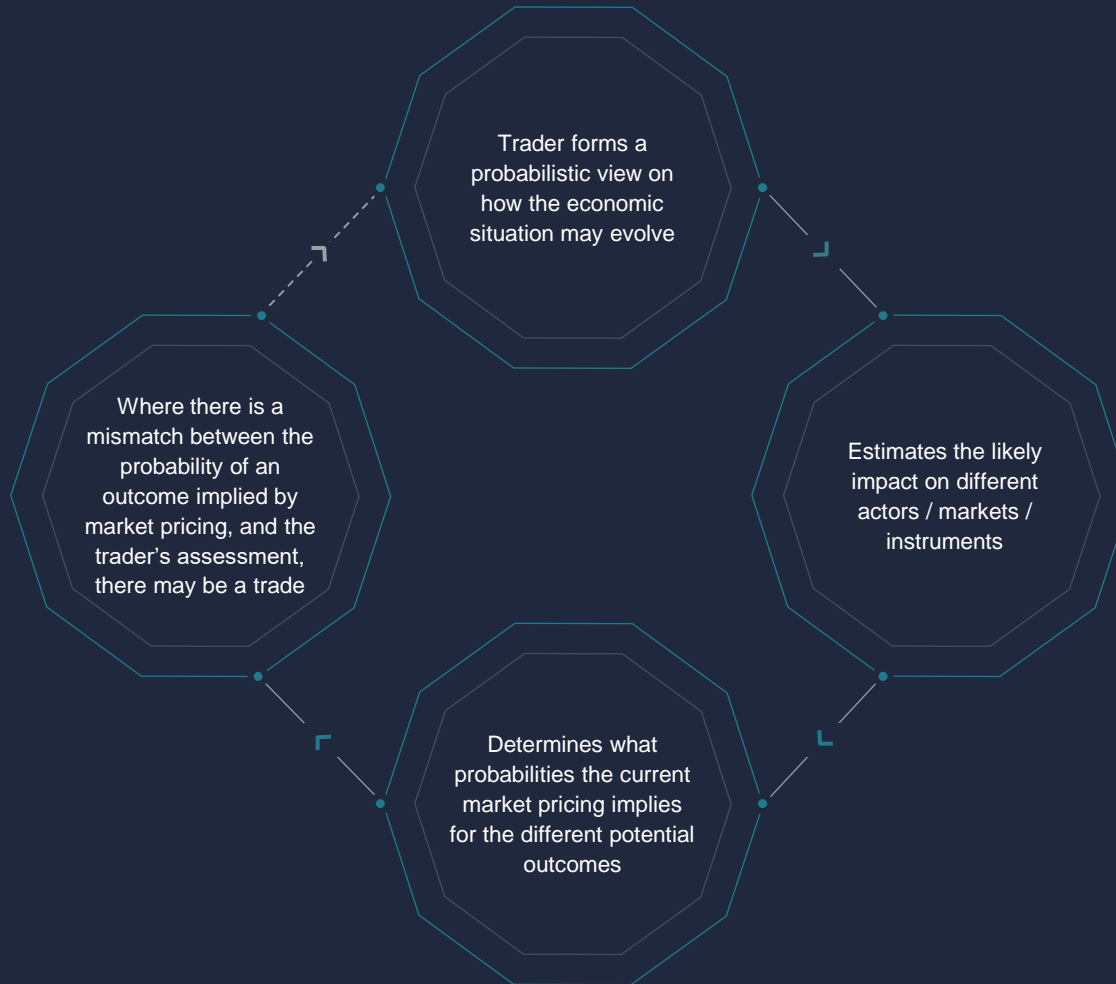 Trader forms a
probabilistic view on
how the economic
situation may evolve
Estimates the likely
impact on different
actors / markets /
instruments
Determines what
probabilities the current
market pricing implies
for the different potential
outcomes
Where there is a
mismatch between the
probability of an
outcome implied by
market pricing, and the
trader’s assessment,
there may be a trade